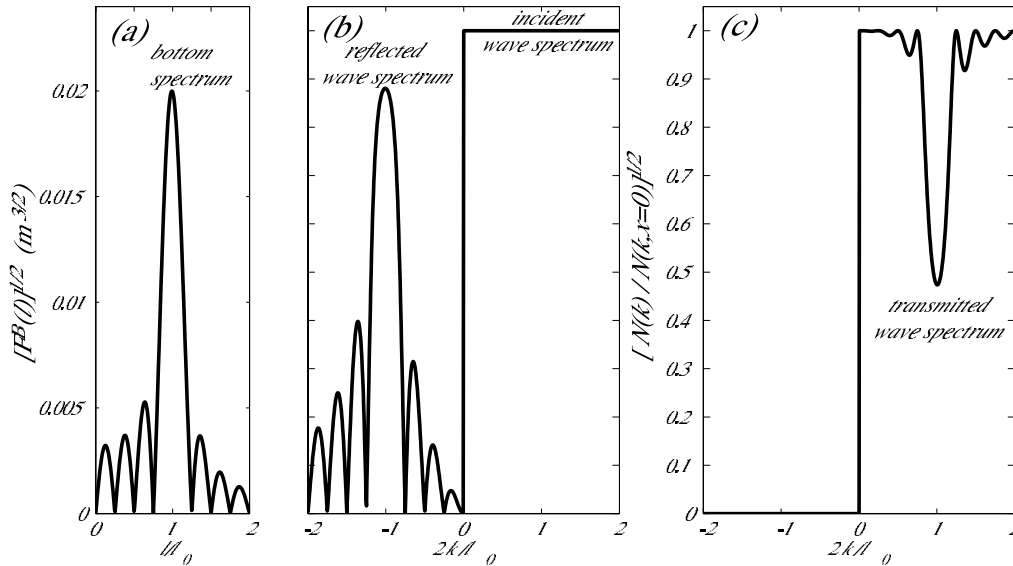 (a)
bottom
spectrum
[P^B(l)]^1/2 (m^3/2)
0.02
0.015
0.01
0.005
0
0 1 2
l/l_0
(b)
incident
wave spectrum
reflected
wave spectrum
-2 -1 0 1 2
2k/l_0
(c)
[N(k) / N(k,x=0)]^1/2
1
0.9
0.8
0.7
0.6
0.5
0.4
0.3
0.2
0.1
0
transmitted
wave spectrum
-2 -1 0 1 2
2k/l_0